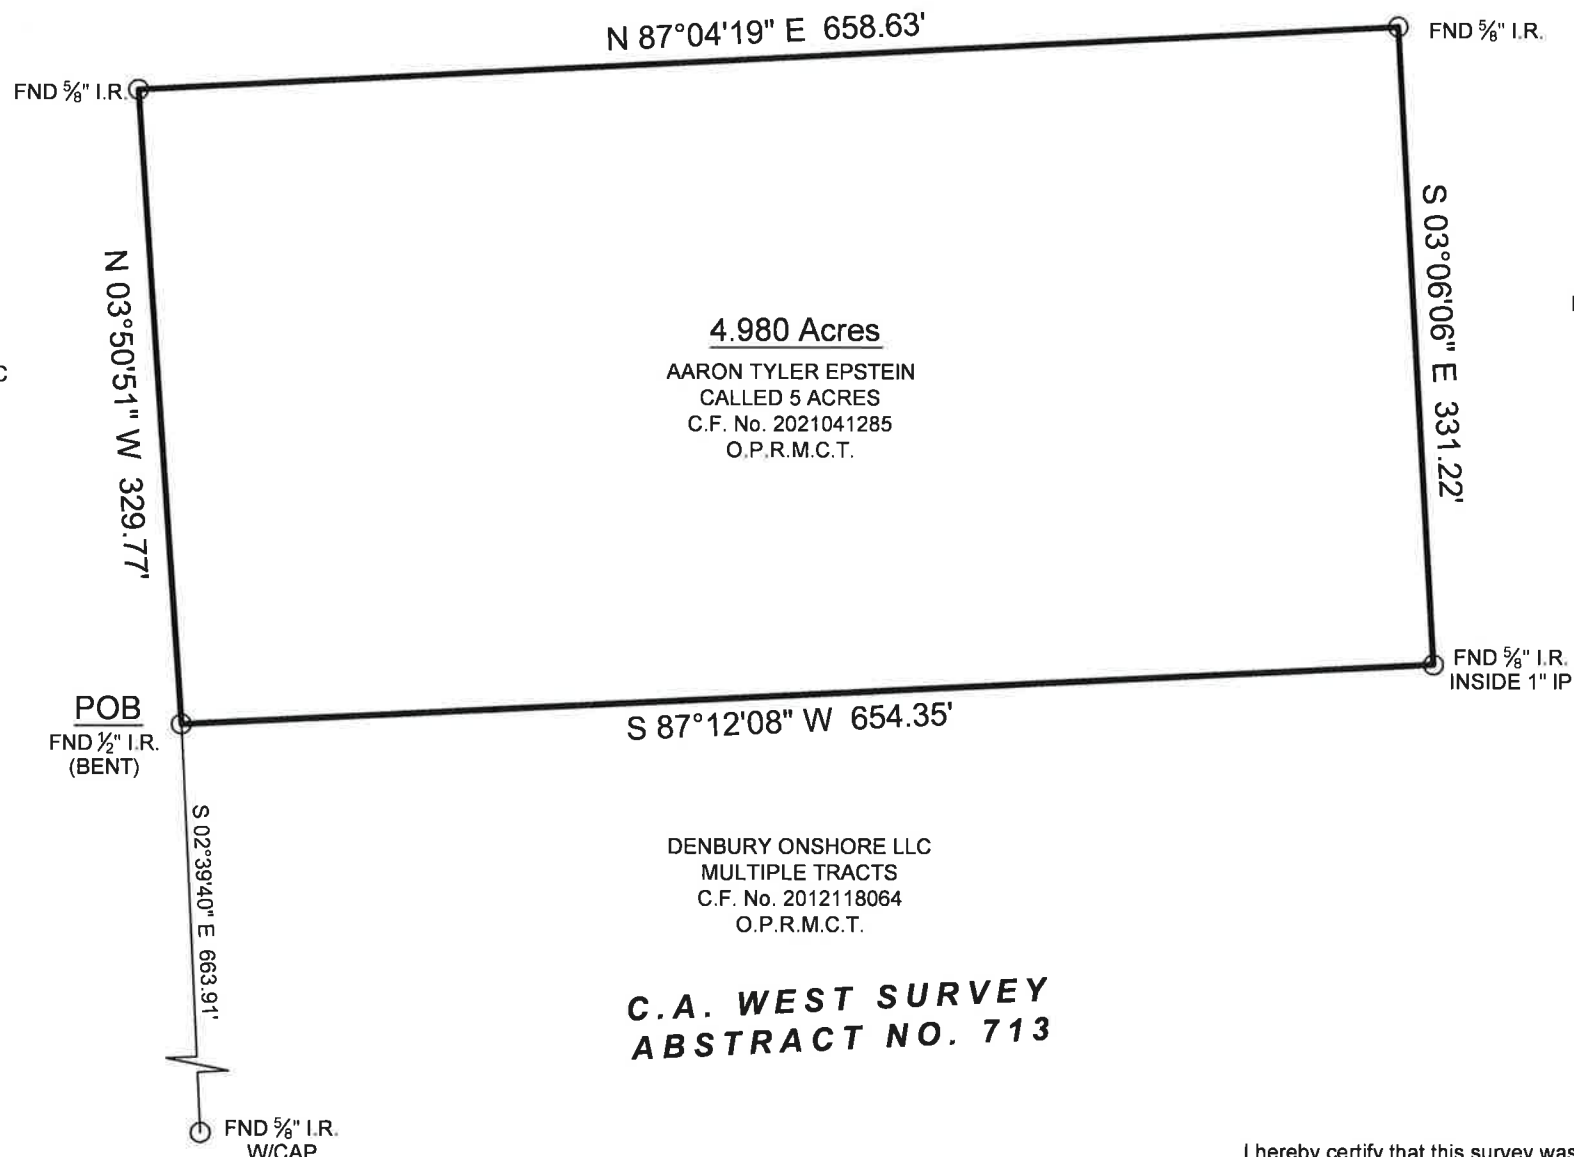 N 87°04'19" E 658.63'
FND ⅝" I.R.
FND ⅝" I.R.
N 03°50'51" W 329.77'
S 03°06'06" E 331.22'
4.980 Acres
AARON TYLER EPSTEIN
CALLED 5 ACRES
C.F. No. 2021041285
O.P.R.M.C.T.
C
FND ⅝" I.R.
INSIDE 1" IP
POB
FND ½" I.R.
(BENT)
S 87°12'08" W 654.35'
S 02°39'40" E 663.91'
DENBURY ONSHORE LLC
MULTIPLE TRACTS
C.F. No. 2012118064
O.P.R.M.C.T.
C.A. WEST SURVEY
ABSTRACT NO. 713
FND ⅝" I.R.
W/CAP
I hereby certify that this survey was